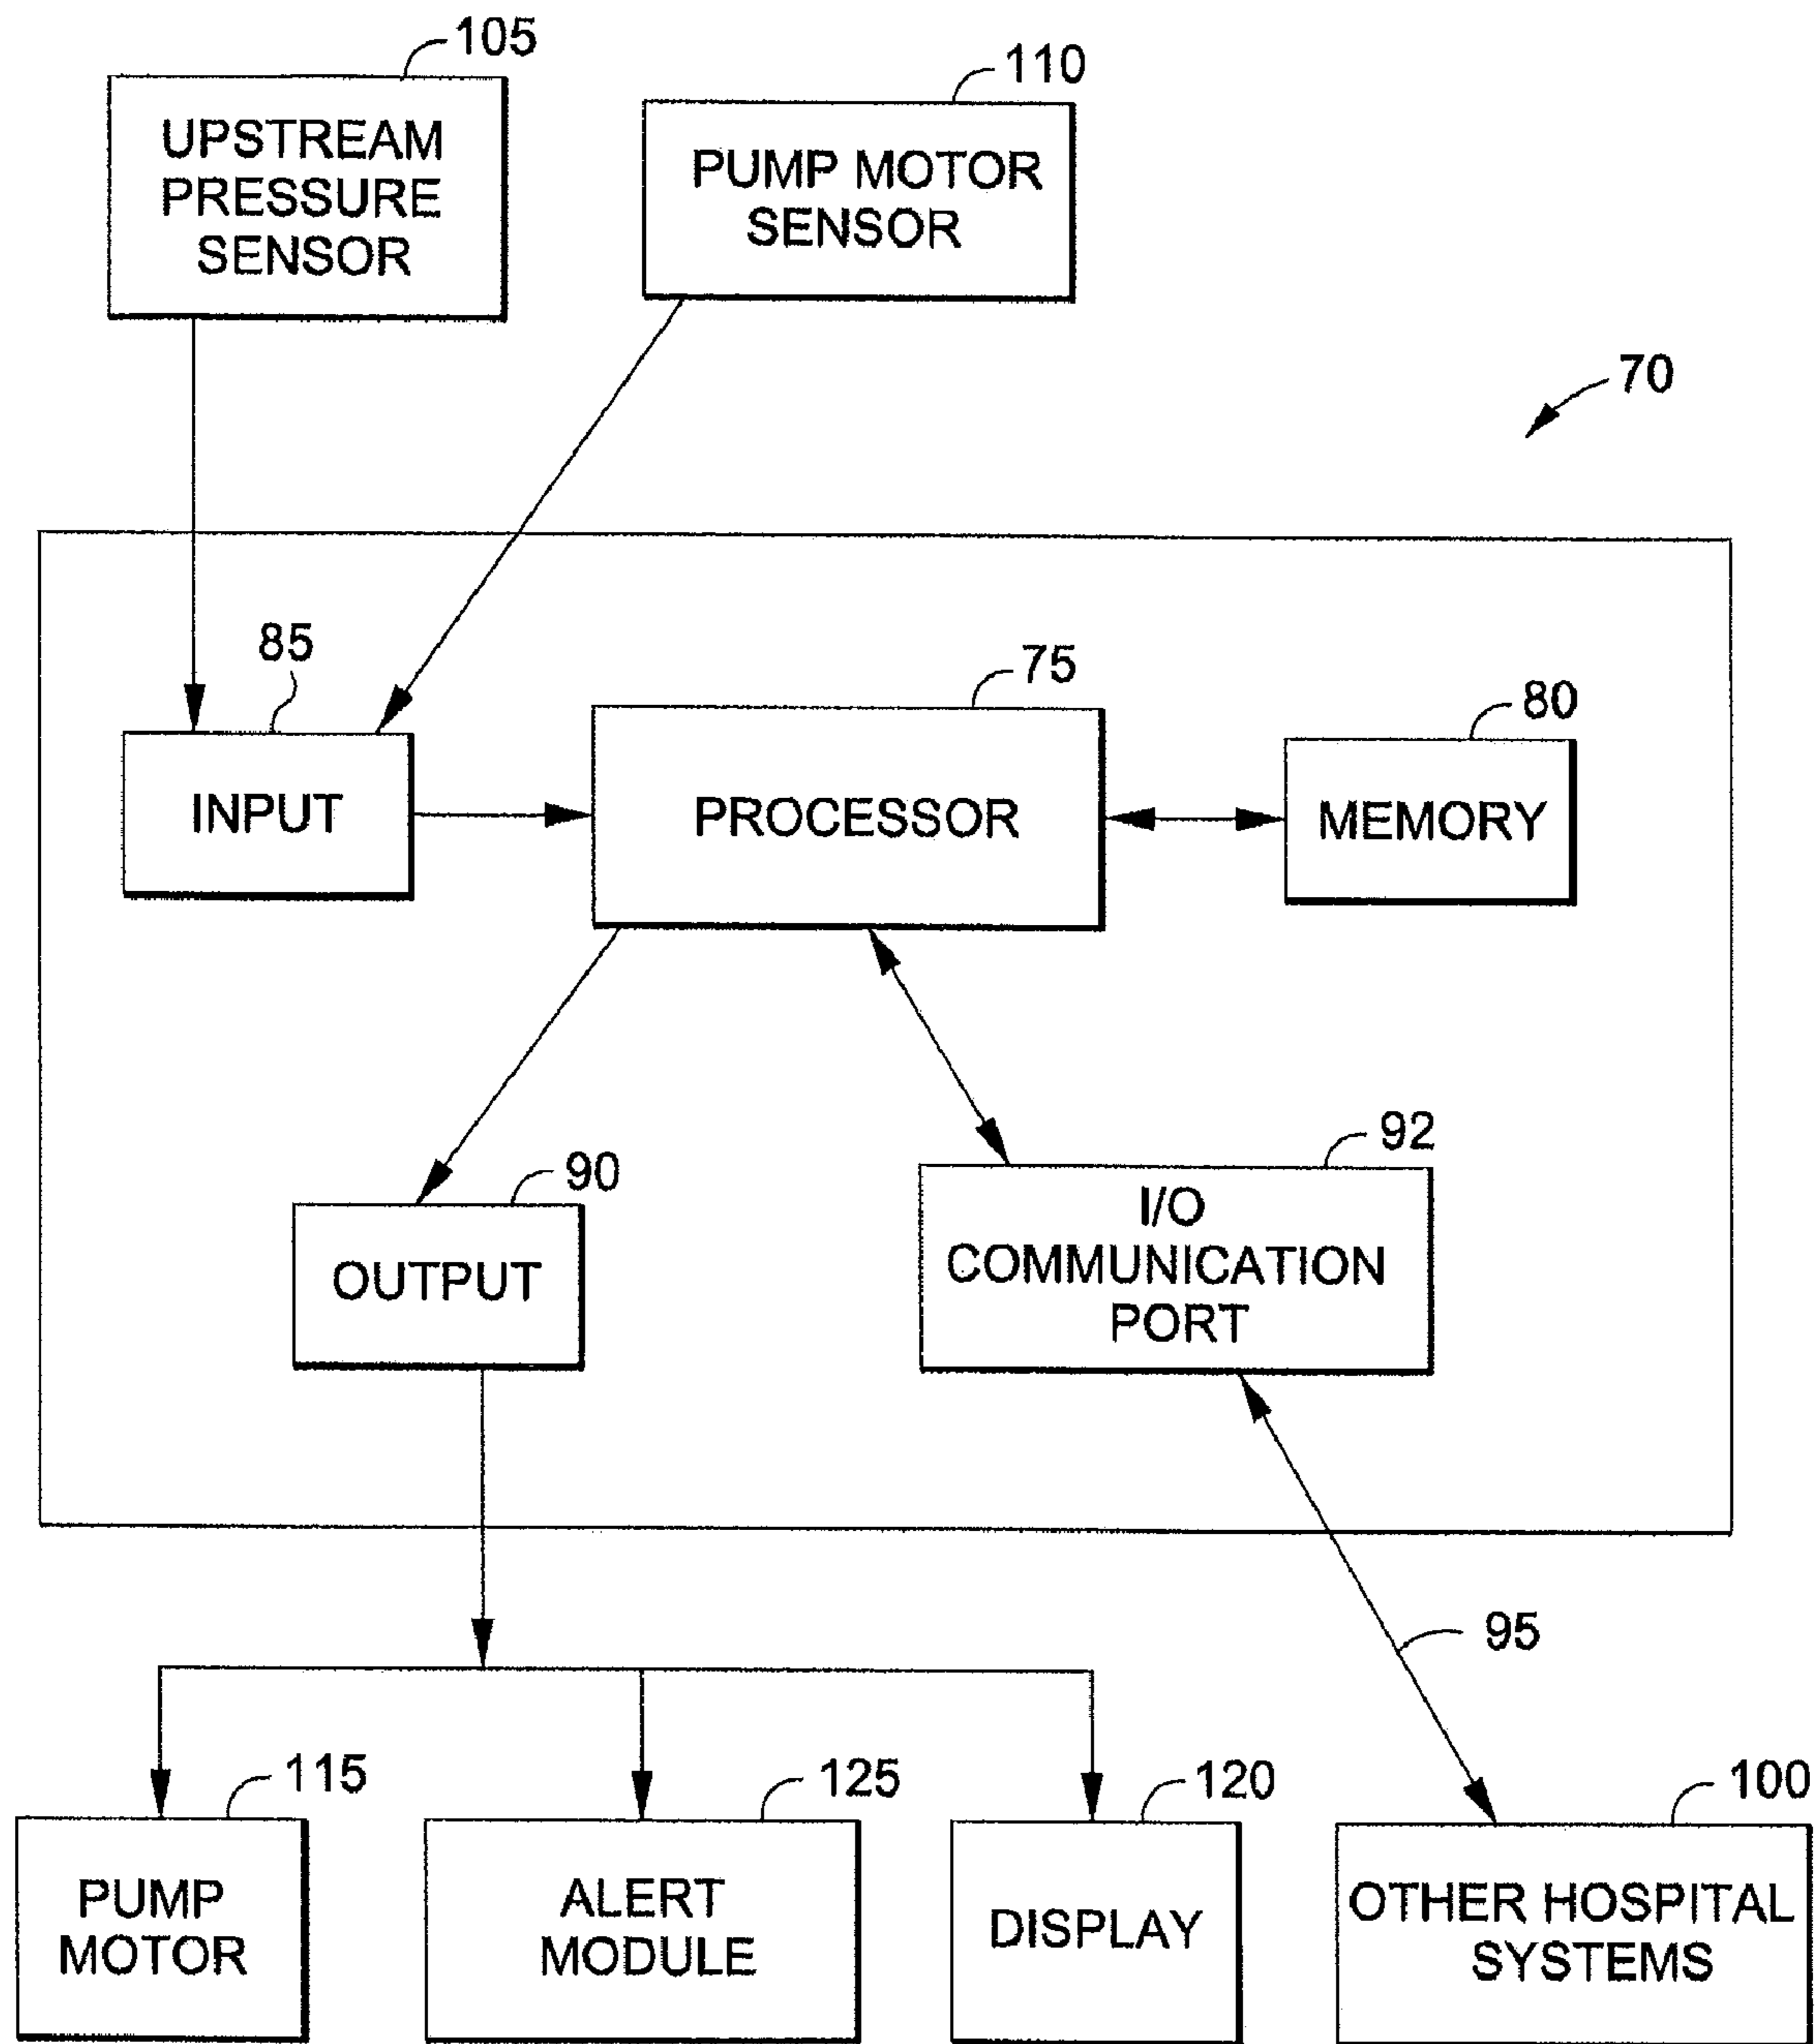 105
UPSTREAM
PRESSURE
SENSOR
110
PUMP MOTOR
SENSOR
70
85
INPUT
75
PROCESSOR
80
MEMORY
90
OUTPUT
92
I/O
COMMUNICATION
PORT
95
115
PUMP
MOTOR
125
ALERT
MODULE
120
DISPLAY
100
OTHER HOSPITAL
SYSTEMS